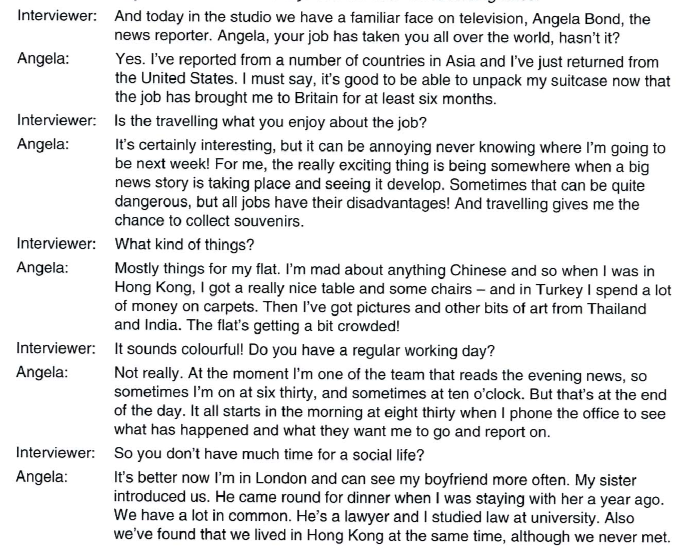 Interviewer: And today in the studio we have a familiar face on television, Angela Bond, the
news reporter. Angela, your job has taken you all over the world, hasn't it?
Angela: Yes. I've reported from a number of countries in Asia and I've just returned from
the United States. I must say, it's good to be able to unpack my suitcase now that
the job has brought me to Britain for at least six months.
Interviewer: Is the travelling what you enjoy about the job?
Angela: It's certainly interesting, but it can be annoying never knowing where I'm going to
be next week! For me, the really exciting thing is being somewhere when a big
news story is taking place and seeing it develop. Sometimes that can be quite
dangerous, but all jobs have their disadvantages! And travelling gives me the
chance to collect souvenirs.
Interviewer: What kind of things?
Angela: Mostly things for my flat. I'm mad about anything Chinese and so when I was in
Hong Kong, I got a really nice table and some chairs – and in Turkey I spend a lot
of money on carpets. Then I've got pictures and other bits of art from Thailand
and India. The flat's getting a bit crowded!
Interviewer: It sounds colourful! Do you have a regular working day?
Angela: Not really. At the moment I'm one of the team that reads the evening news, so
sometimes I'm on at six thirty, and sometimes at ten o'clock. But that's at the end
of the day. It all starts in the morning at eight thirty when I phone the office to see
what has happened and what they want me to go and report on.
Interviewer: So you don't have much time for a social life?
Angela: It's better now I'm in London and can see my boyfriend more often. My sister
introduced us. He came round for dinner when I was staying with her a year ago.
We have a lot in common. He's a lawyer and I studied law at university. Also
we've found that we lived in Hong Kong at the same time, although we never met.